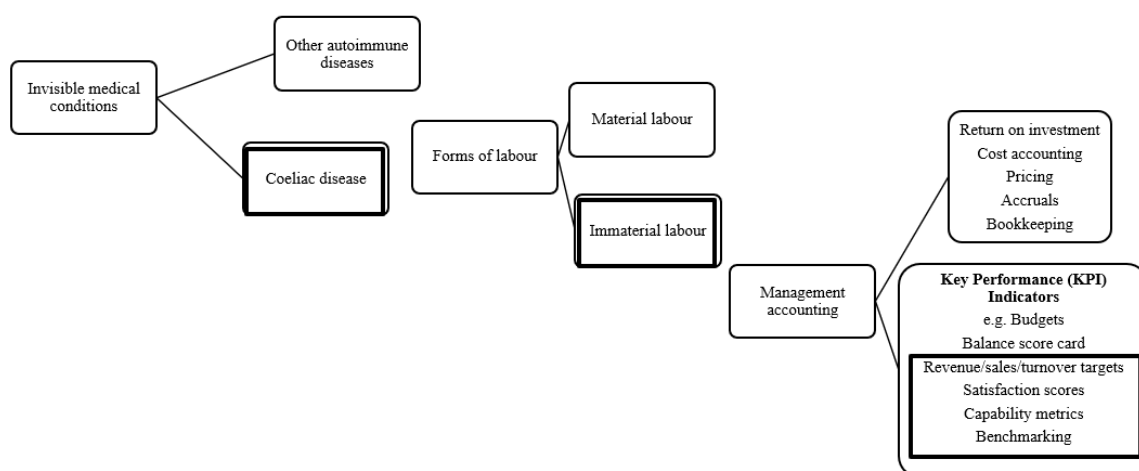 Other autoimmune
diseases
Invisible medical
conditions
Coeliac disease
Material labour
Forms of labour
Immaterial labour
Return on investment
Cost accounting
Pricing
Accruals
Bookkeeping
Management
accounting
Key Performance (KPI)
Indicators
e.g. Budgets
Balance score card
Revenue/sales/turnover targets
Satisfaction scores
Capability metrics
Benchmarking